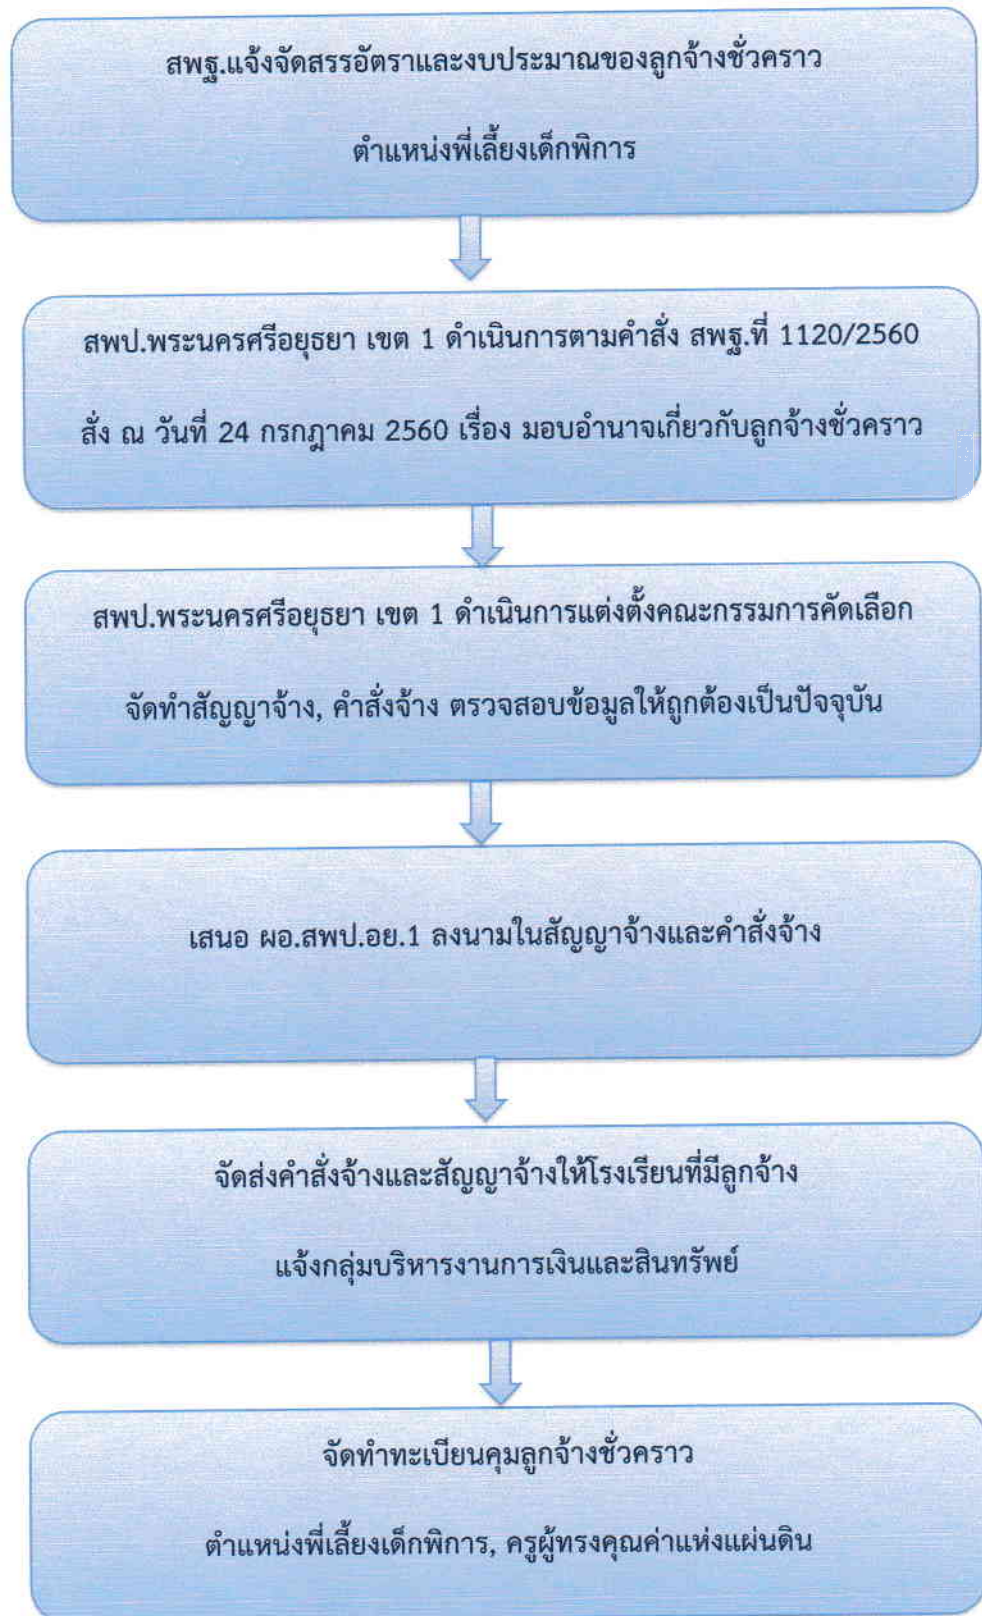 สพฐ.แจ้งจัดสรรอัตราและงบประมาณของลูกจ้างชั่วคราว
ตำแหน่งพี่เลี้ยงเด็กพิการ
สพป.พระนครศรีอยุธยา เขต 1 ดำเนินการตามคำสั่ง สพฐ.ที่ 1120/2560
สั่ง ณ วันที่ 24 กรกฎาคม 2560 เรื่อง มอบอำนาจเกี่ยวกับลูกจ้างชั่วคราว
สพป.พระนครศรีอยุธยา เขต 1 ดำเนินการแต่งตั้งคณะกรรมการคัดเลือก
จัดทำสัญญาจ้าง, คำสั่งจ้าง ตรวจสอบข้อมูลให้ถูกต้องเป็นปัจจุบัน
เสนอ ผอ.สพป.อย.1 ลงนามในสัญญาจ้างและคำสั่งจ้าง
จัดส่งคำสั่งจ้างและสัญญาจ้างให้โรงเรียนที่มีลูกจ้าง
แจ้งกลุ่มบริหารงานการเงินและสินทรัพย์
จัดทำทะเบียนคุมลูกจ้างชั่วคราว
ตำแหน่งพี่เลี้ยงเด็กพิการ, ครูผู้ทรงคุณค่าแห่งแผ่นดิน